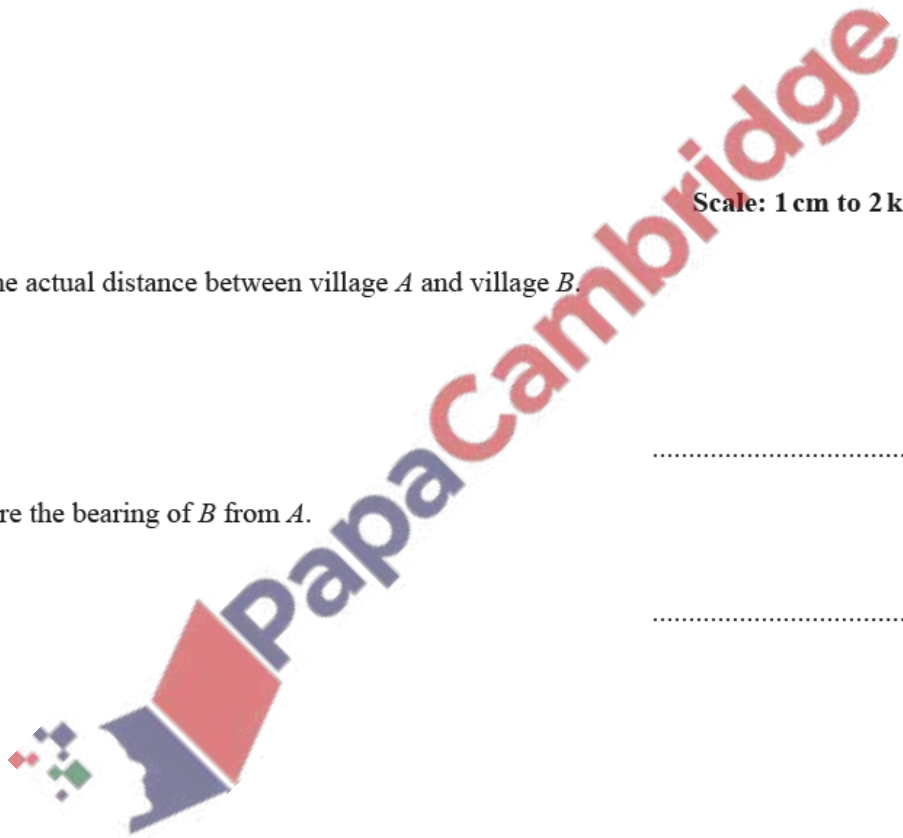 Scale: 1 cm to 2 k
he actual distance between village A and village B.
....................................
re the bearing of B from A.
....................................
PapaCambridge